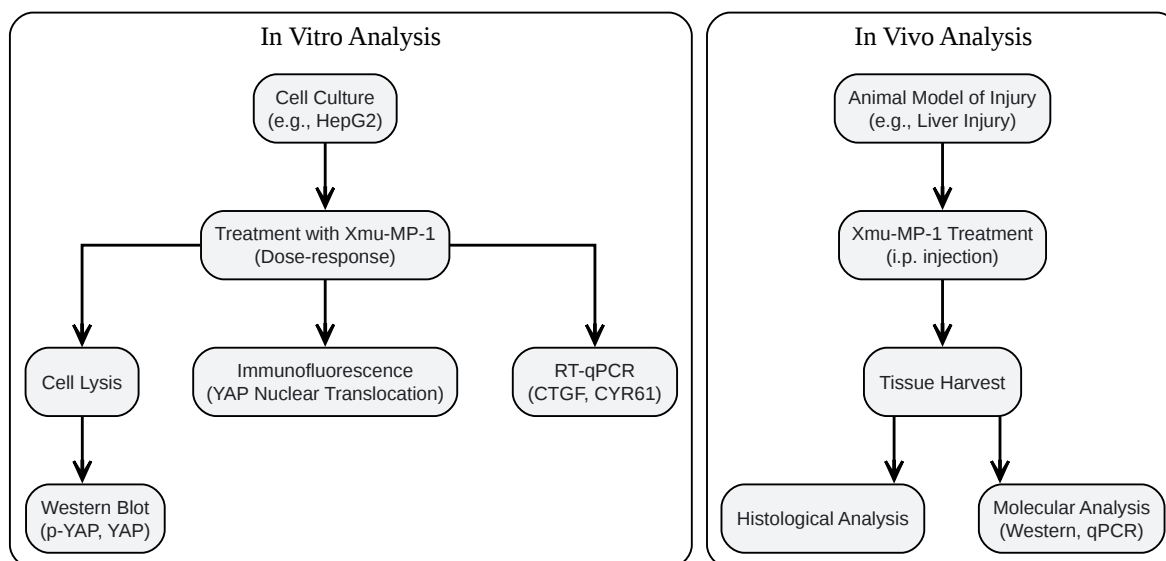 In Vitro Analysis
Cell Culture
(e.g., HepG2)
Treatment with Xmu-MP-1
(Dose-response)
Cell Lysis
Immunofluorescence
(YAP Nuclear Translocation)
RT-qPCR
(CTGF, CYR61)
Western Blot
(p-YAP, YAP)
In Vivo Analysis
Animal Model of Injury
(e.g., Liver Injury)
Xmu-MP-1 Treatment
(i.p. injection)
Tissue Harvest
Histological Analysis
Molecular Analysis
(Western, qPCR)